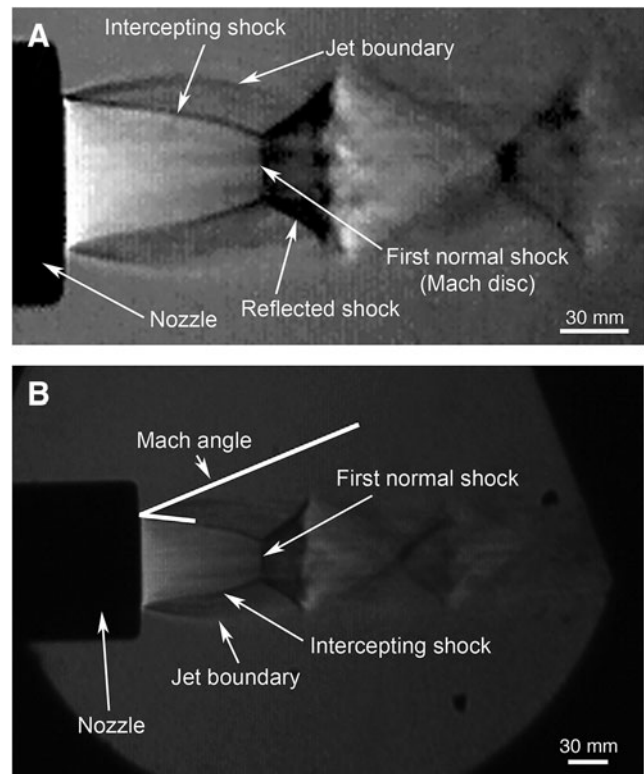 A
Intercepting shock
Jet boundary
First normal shock
(Mach disc)
Reflected shock
Nozzle
30 mm
B
Mach angle
First normal shock
Intercepting shock
Jet boundary
Nozzle
30 mm